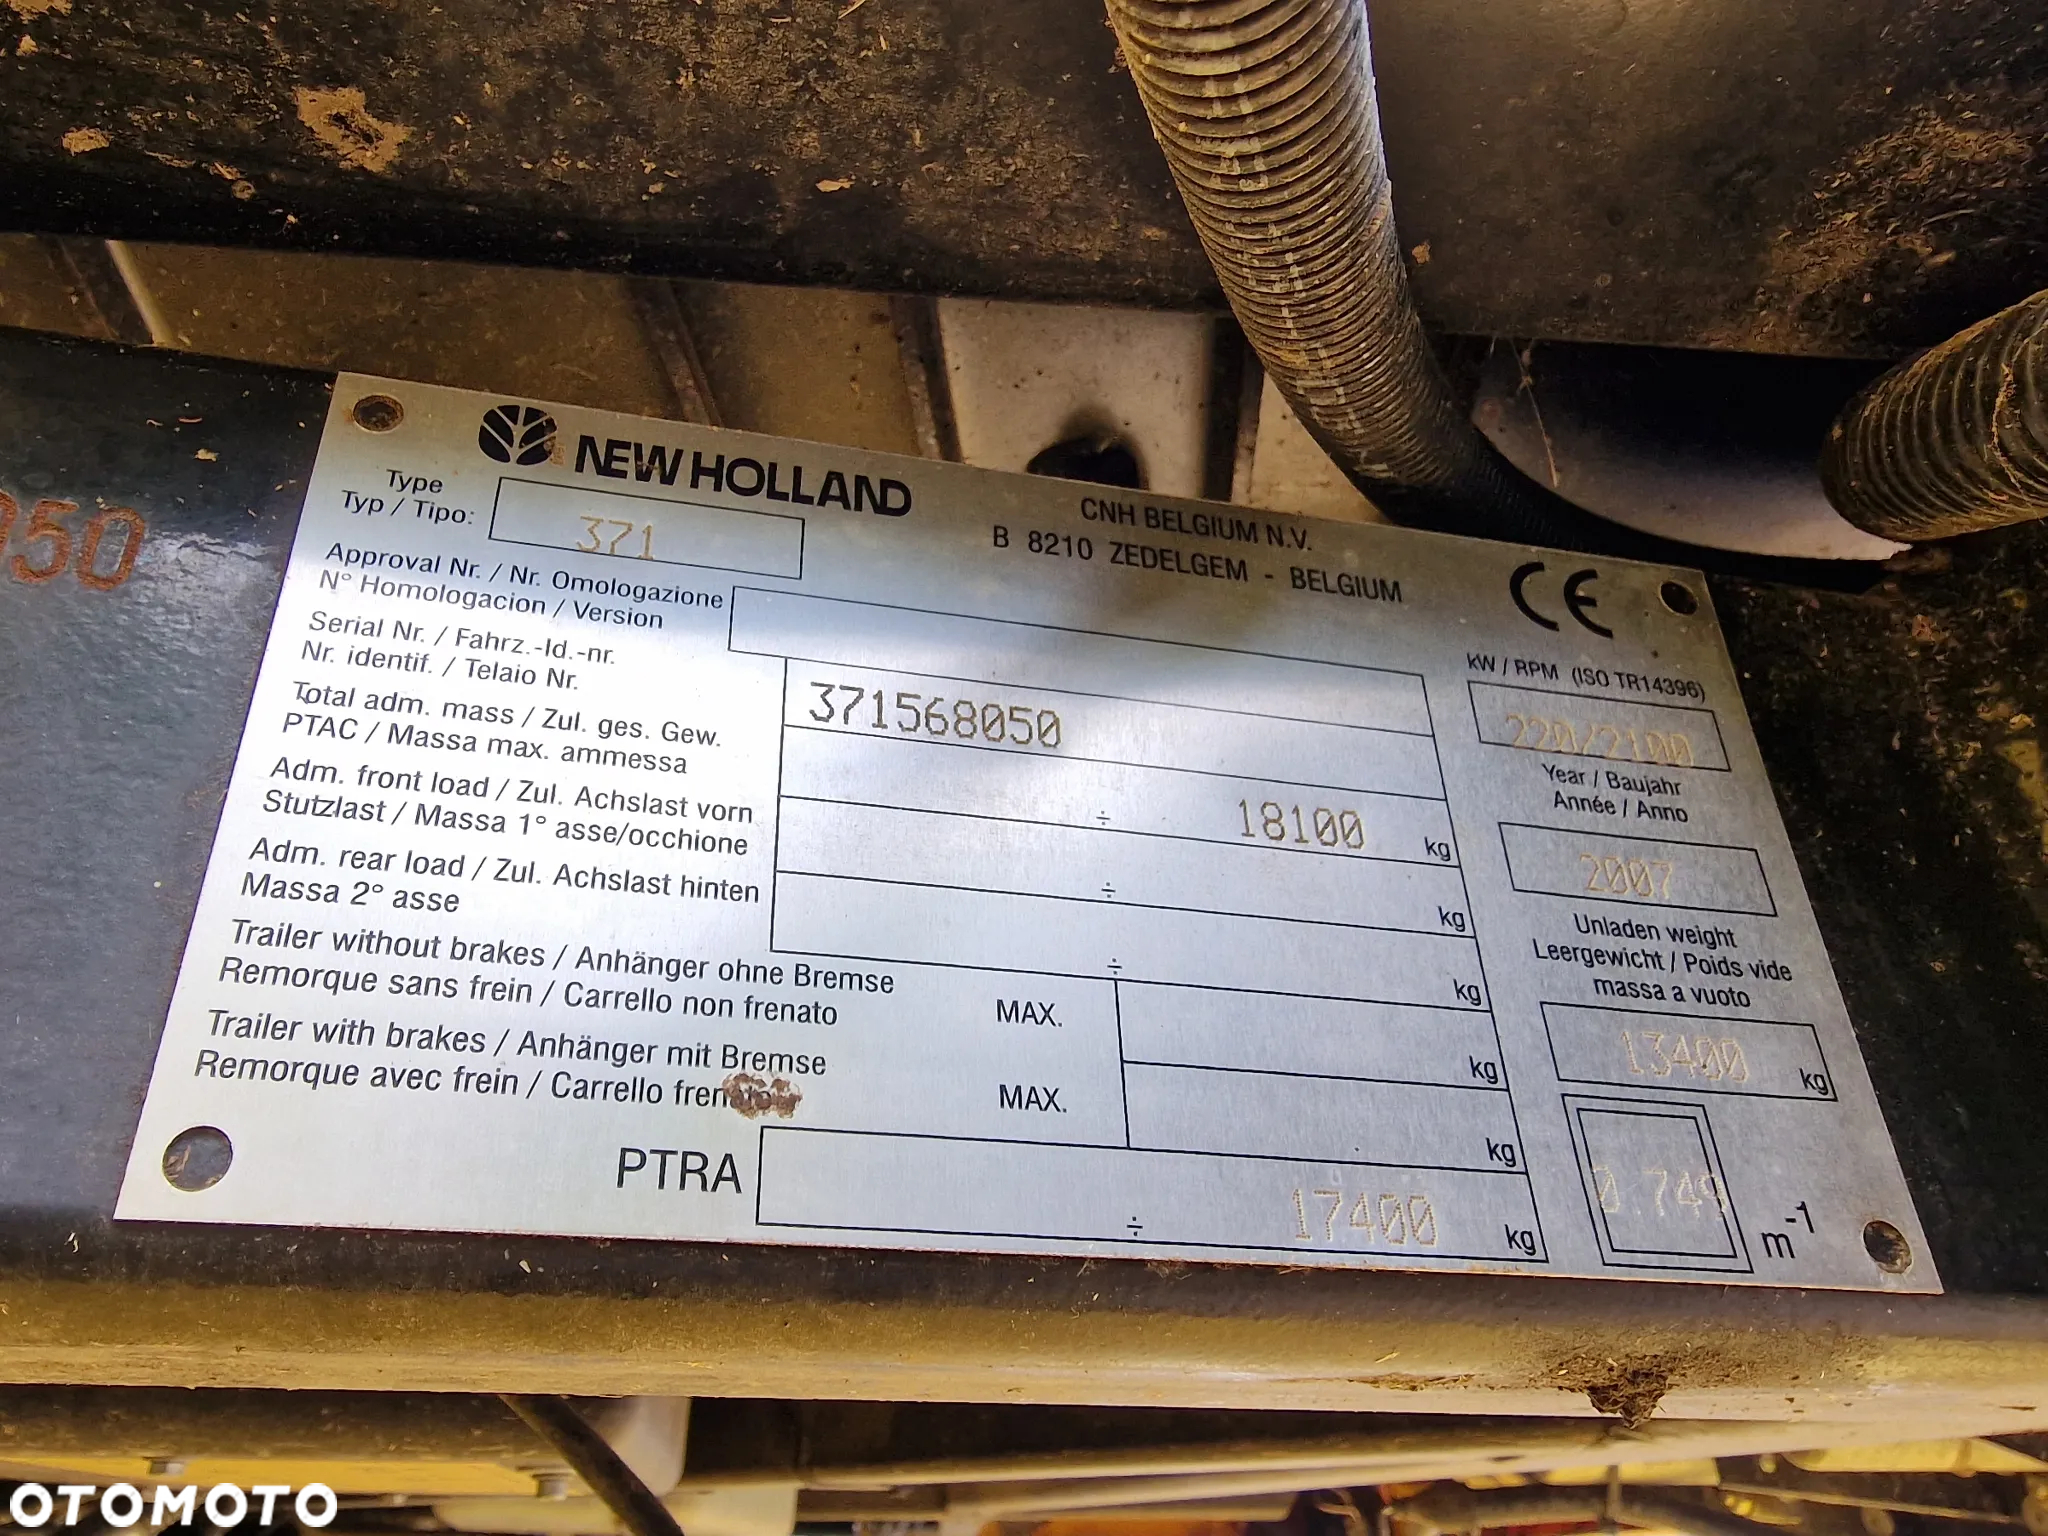 050
NEW HOLLAND
CNH BELGIUM N.V.
B 8210 ZEDELGEM - BELGIUM
CE
Type
Typ / Tipo:
371
Approval Nr. / Nr. Omologazione
N° Homologacion / Version
Serial Nr. / Fahrz.-Id.-nr.
Nr. identif. / Telaio Nr.
371568050
Total adm. mass / Zul. ges. Gew.
PTAC / Massa max. ammessa
÷ 18100 kg
Adm. front load / Zul. Achslast vorn
Stutzlast / Massa 1° asse/occhione
÷ kg
Adm. rear load / Zul. Achslast hinten
Massa 2° asse
÷ kg
Trailer without brakes / Anhänger ohne Bremse
Remorque sans frein / Carrello non frenato
MAX. kg
Trailer with brakes / Anhänger mit Bremse
Remorque avec frein / Carrello frenato
MAX. kg
PTRA ÷ 17400 kg
kW / RPM (ISO TR14396)
220/2100
Year / Baujahr
Année / Anno
2007
Unladen weight
Leergewicht / Poids vide
massa a vuoto
13400 kg
0.749 m-1
OTOMOTO